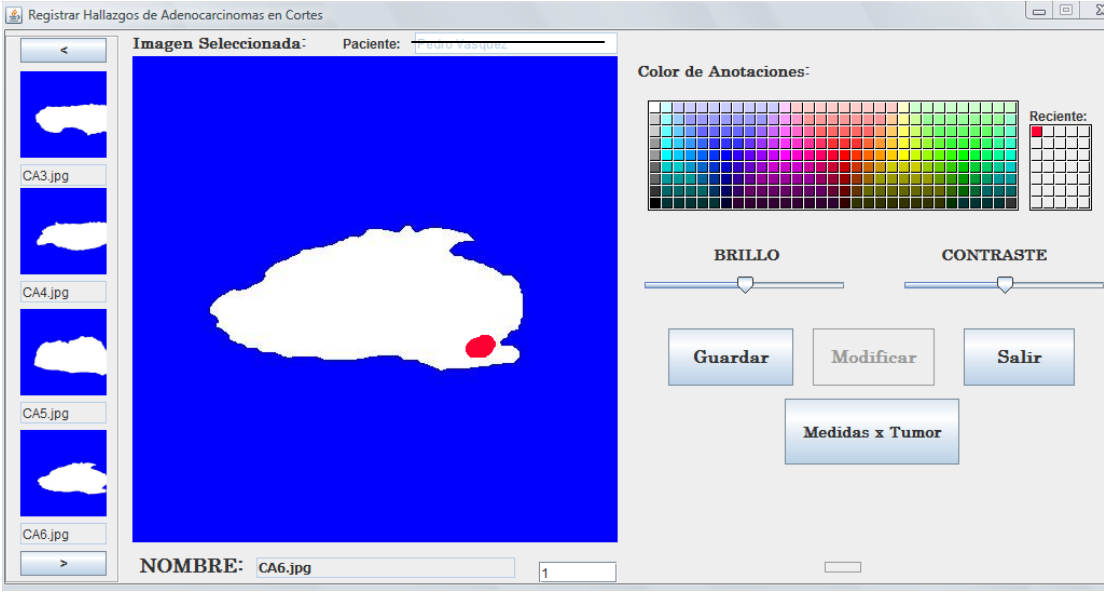 Registrar Hallazgos de Adenocarcinomas en Cortes
<
CA3.jpg
CA4.jpg
CA5.jpg
CA6.jpg
>
Imagen Seleccionada: Paciente: Pedro Vasquez
NOMBRE: CA6.jpg 1
Color de Anotaciones:
Reciente:
BRILLO CONTRASTE
Guardar Modificar Salir
Medidas x Tumor